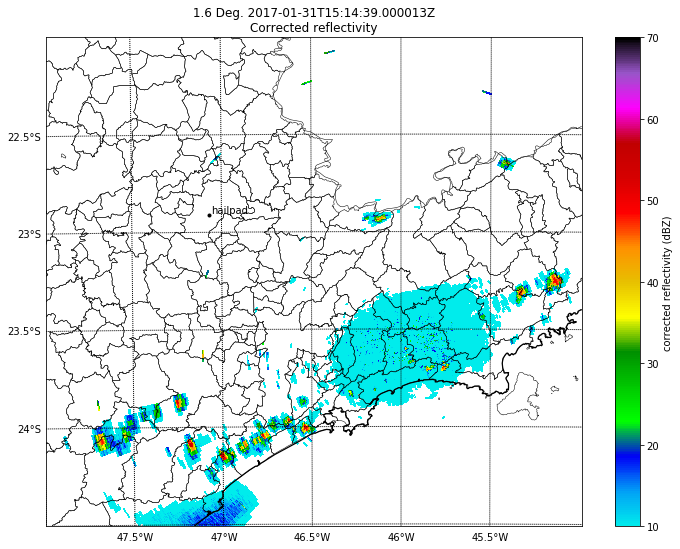 1.6 Deg. 2017-01-31T15:14:39.000013Z
Corrected reflectivity
70
60
50
40
30
20
10
corrected reflectivity (dBZ)
22.5°S
hailpad
23°S
23.5°S
24°S
47.5°W
47°W
46.5°W
46°W
45.5°W